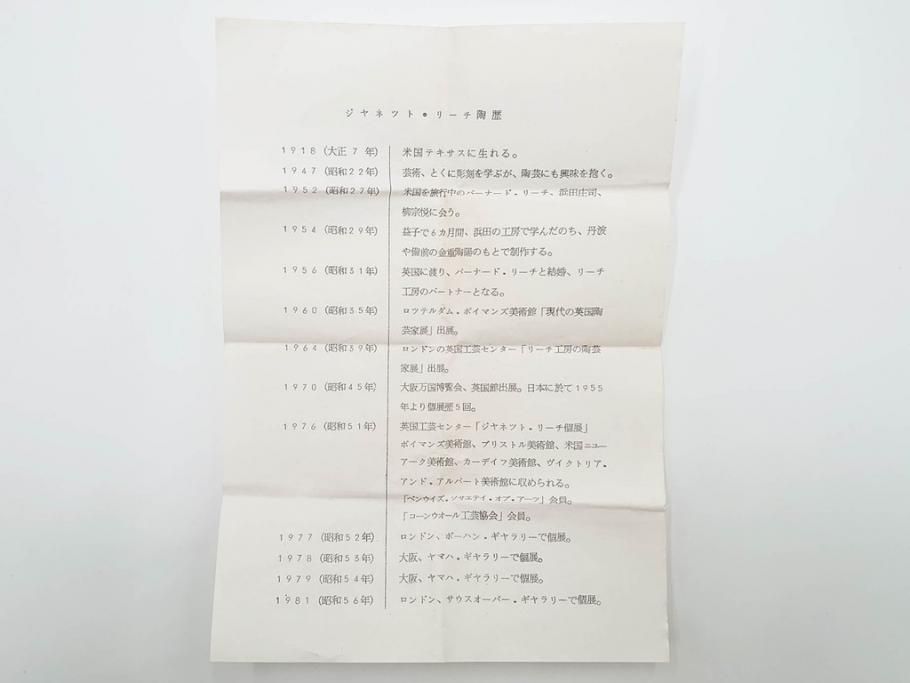 ジヤネツト・リーチ陶歴
1918（大正7年） 米国テキサスに生れる。
1947（昭和22年） 芸術、とくに彫刻を学ぶが、陶芸にも興味を抱く。
1952（昭和27年） 米国を旅行中のバーナード・リーチ、浜田庄司、
柳宗悦に会う。
1954（昭和29年） 益子で6カ月間、浜田の工房で学んだのち、丹波
や備前の金重陶陽のもとで制作する。
1956（昭和31年） 英国に渡り、バーナード・リーチと結婚、リーチ
工房のパートナーとなる。
1960（昭和35年） ロツテルダム・ボイマンズ美術館「現代の英国陶
芸家展」出展。
1964（昭和39年） ロンドンの英国工芸センター「リーチ工房の陶芸
家展」出展。
1970（昭和45年） 大阪万国博覧会、英国館出展。日本に於て1955
年より個展歴5回。
1976（昭和51年） 英国工芸センター「ジヤネツト・リーチ個展」
ボイマンズ美術館、ブリストル美術館、米国ニユー
アーク美術館、カーデイフ美術館、ヴイクトリア・
アンド・アルバート美術館に収められる。
「ペンウイズ・ソサエテイ・オブ・アーツ」会員。
「コーンウオール工芸協会」会員。
1977（昭和52年） ロンドン、ボーハン・ギヤラリーで個展。
1978（昭和53年） 大阪、ヤマハ・ギヤラリーで個展。
1979（昭和54年） 大阪、ヤマハ・ギヤラリーで個展。
1981（昭和56年） ロンドン、サウスオーバー・ギヤラリーで個展。